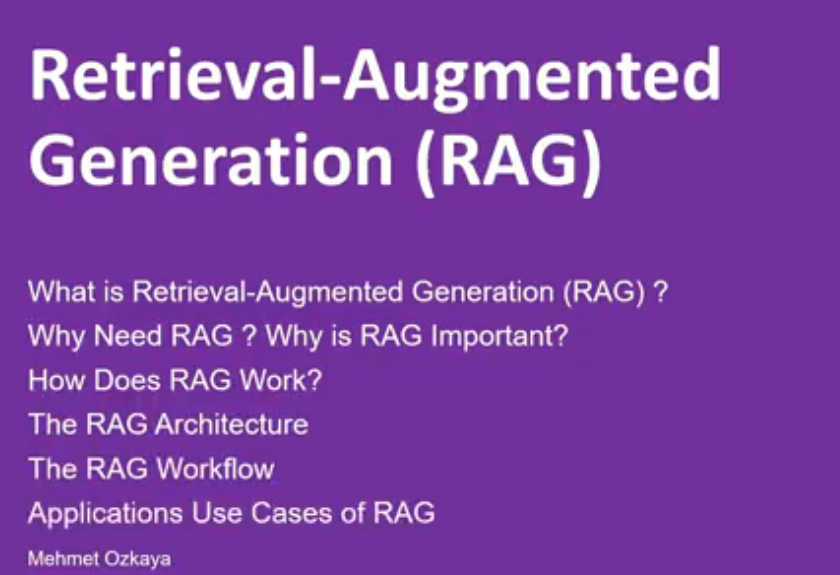 Retrieval-Augmented
Generation (RAG)
What is Retrieval-Augmented Generation (RAG) ?
Why Need RAG ? Why is RAG Important?
How Does RAG Work?
The RAG Architecture
The RAG Workflow
Applications Use Cases of RAG
Mehmet Ozkaya